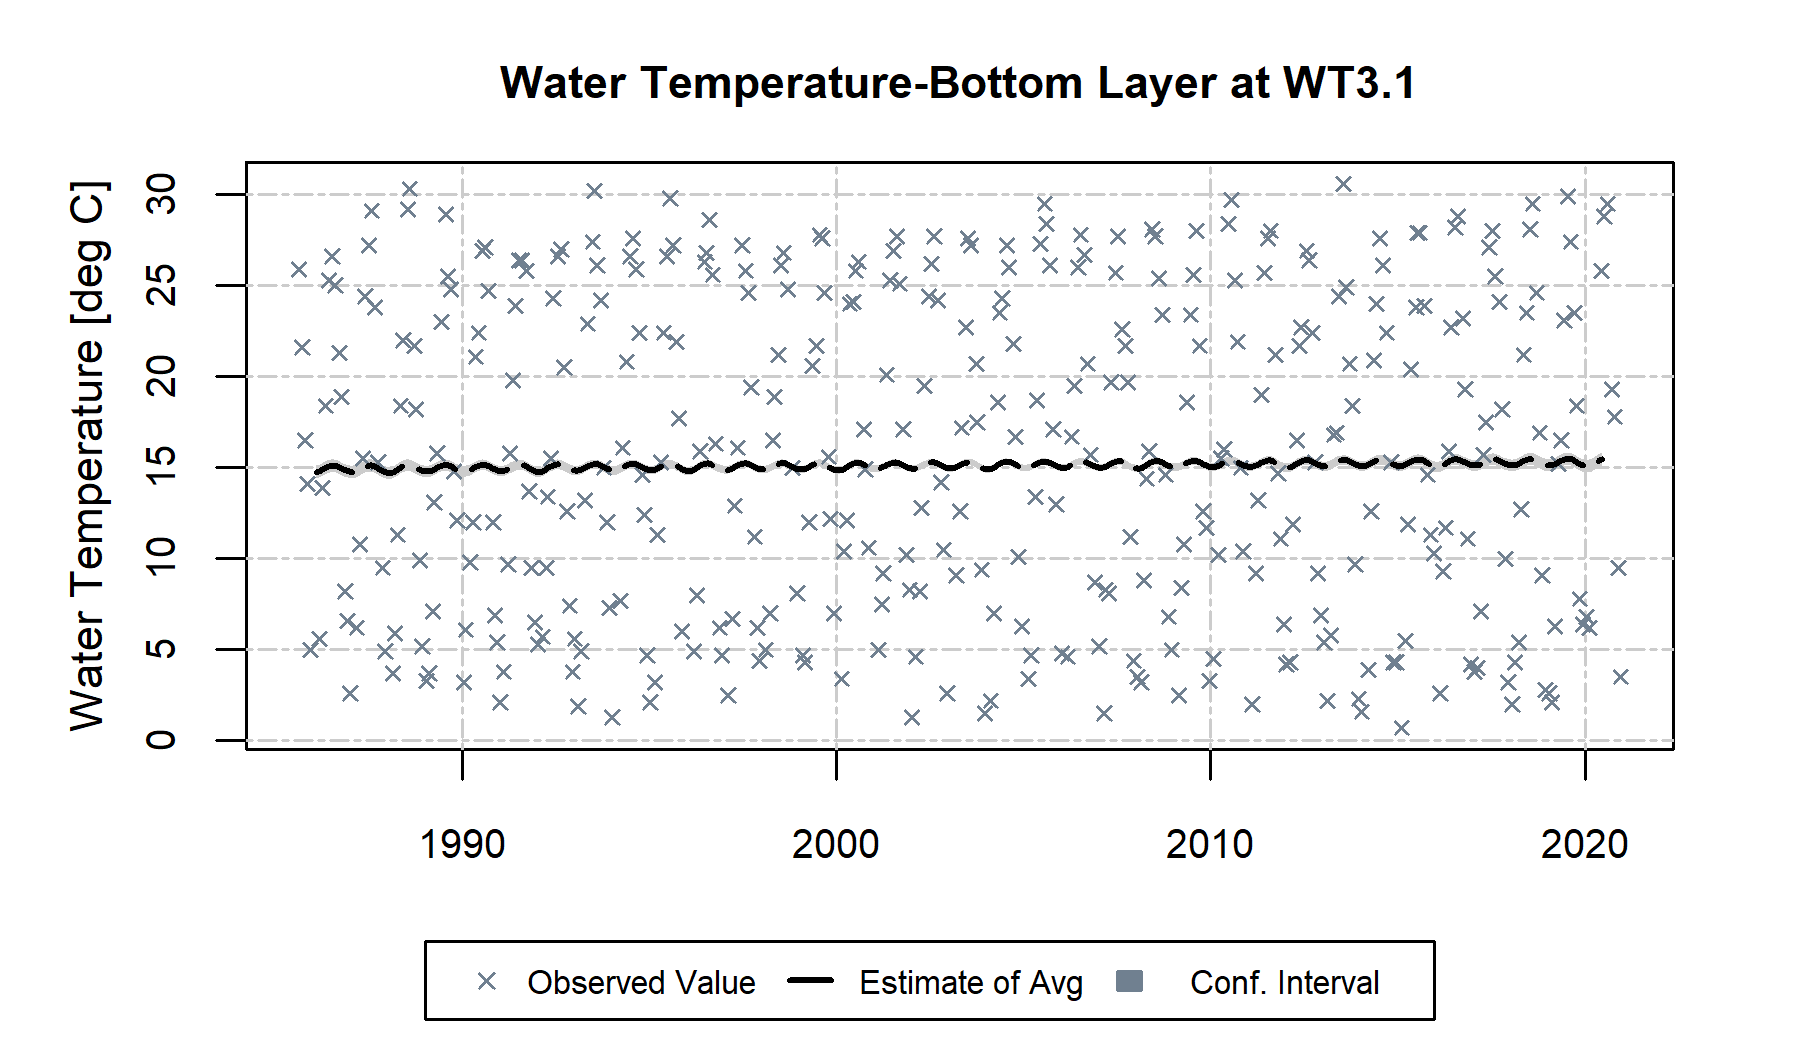 Water Temperature-Bottom Layer at WT3.1
Water Temperature [deg C]
30
25
20
15
10
5
0
1990 2000 2010 2020
Observed Value Estimate of Avg Conf. Interval